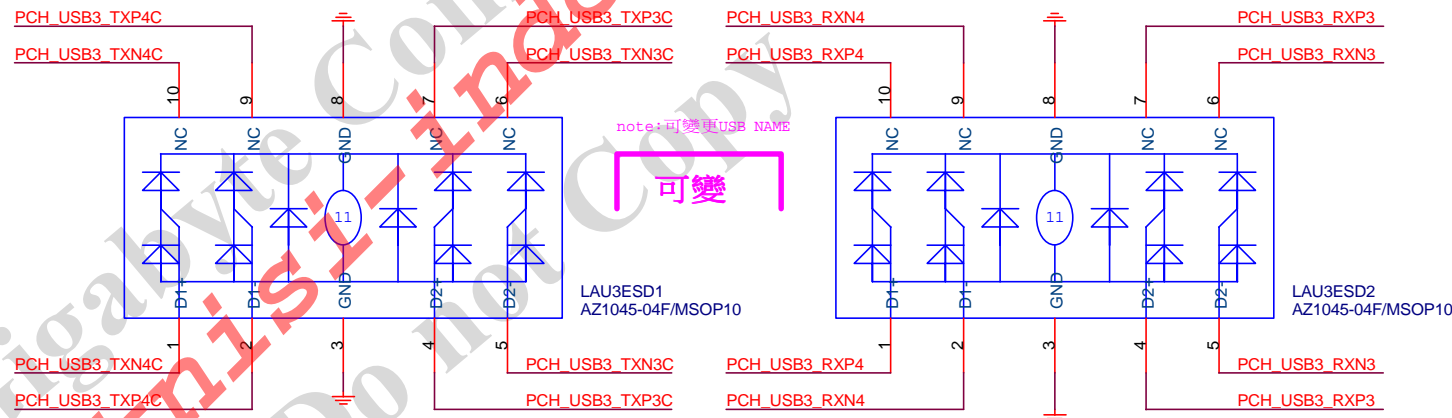 PCH_USB3_TXP4C
PCH_USB3_TXP3C
PCH_USB3_RXN4
PCH_USB3_RXP3
PCH_USB3_TXN4C
PCH_USB3_TXN3C
PCH_USB3_RXP4
PCH_USB3_RXN3
10 9 8 7 6
10 9 8 7 6
NC NC GND NC NC
NC NC GND NC NC
note:可變更USB NAME
可變
11
11
D1+ D1- GND D2+ D2-
D1+ D1- GND D2+ D2-
LAU3ESD1
AZ1045-04F/MSOP10
LAU3ESD2
AZ1045-04F/MSOP10
1 2 3 4 5
1 2 3 4 5
PCH_USB3_TXN4C
PCH_USB3_TXN3C
PCH_USB3_RXP4
PCH_USB3_RXN3
PCH_USB3_TXP4C
PCH_USB3_TXP3C
PCH_USB3_RXN4
PCH_USB3_RXP3
Do not Copy